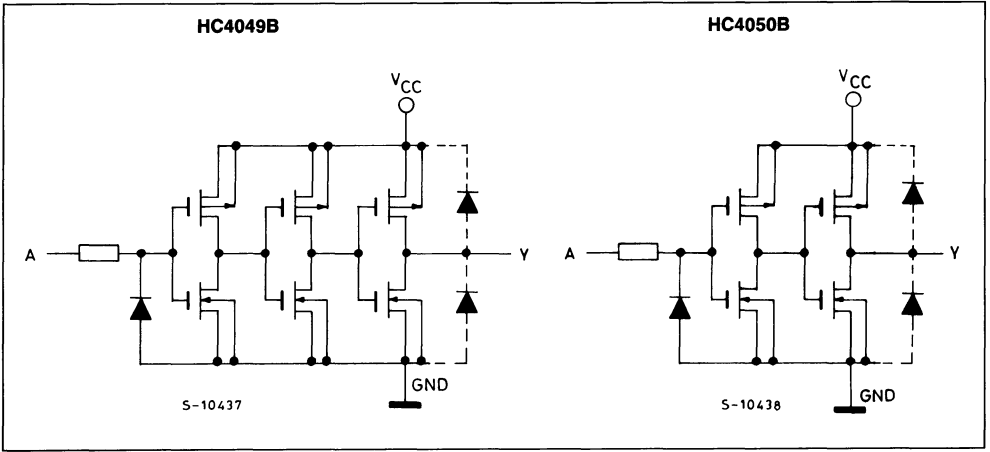 HC4049B
VCC
A
Y
GND
S-10437
HC4050B
VCC
A
Y
GND
S-10438